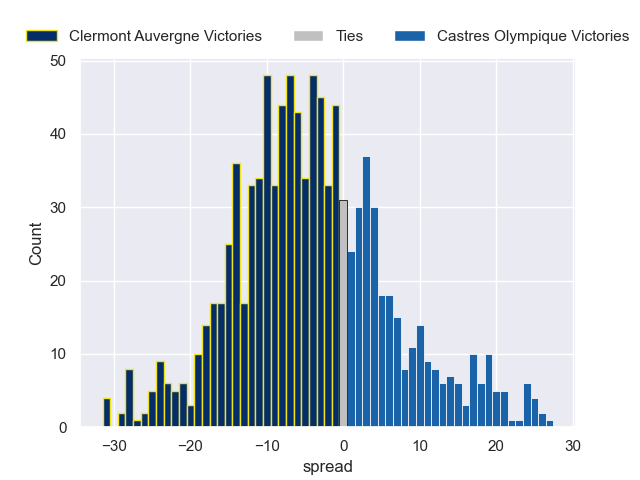 Clermont Auvergne Victories Ties Castres Olympique Victories
50
40
30
20
10
0
Count
−30 −20 −10 0 10 20 30
spread